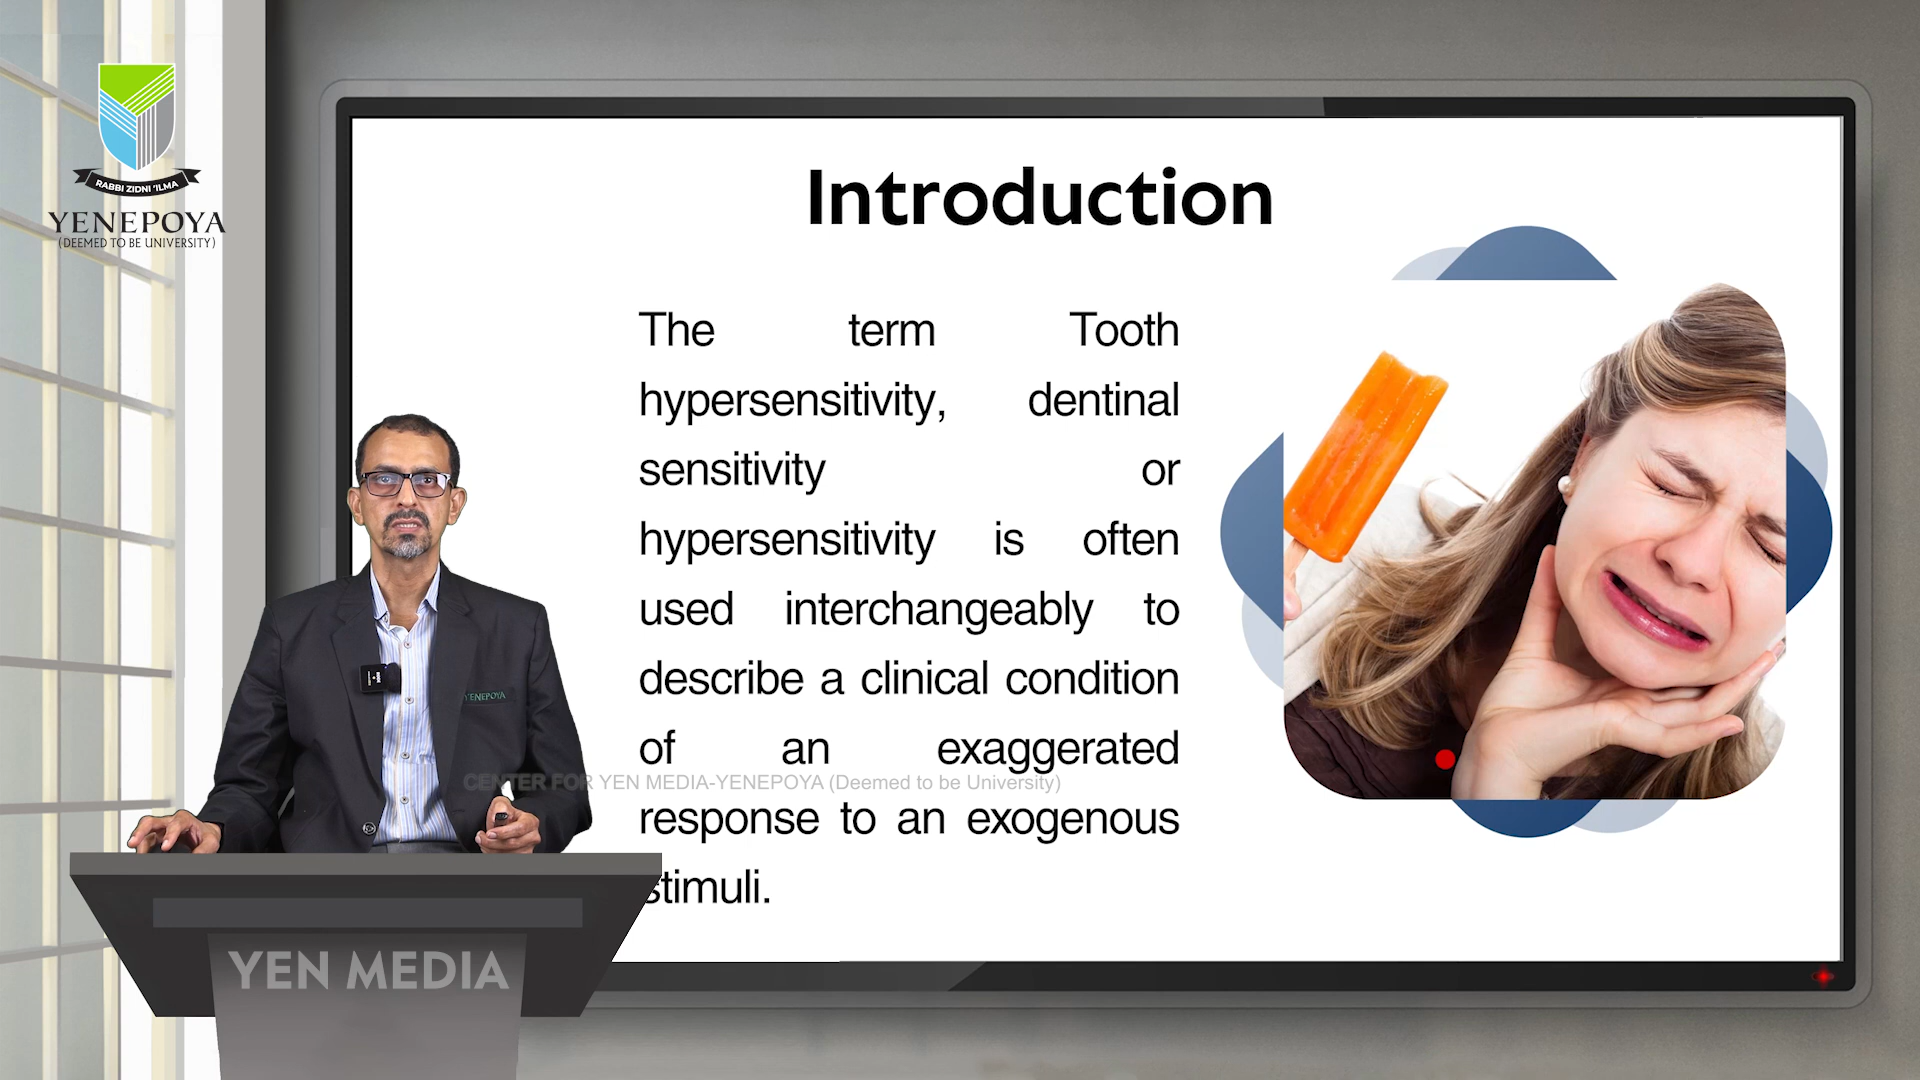 RABBI ZIDNI 'ILMA
YENEPOYA
(DEEMED TO BE UNIVERSITY)
Introduction
The term Tooth
hypersensitivity, dentinal
sensitivity or
hypersensitivity is often
used interchangeably to
describe a clinical condition
of an exaggerated
response to an exogenous
stimuli.
CENTER FOR YEN MEDIA-YENEPOYA (Deemed to be University)
YENEPOYA
YEN MEDIA